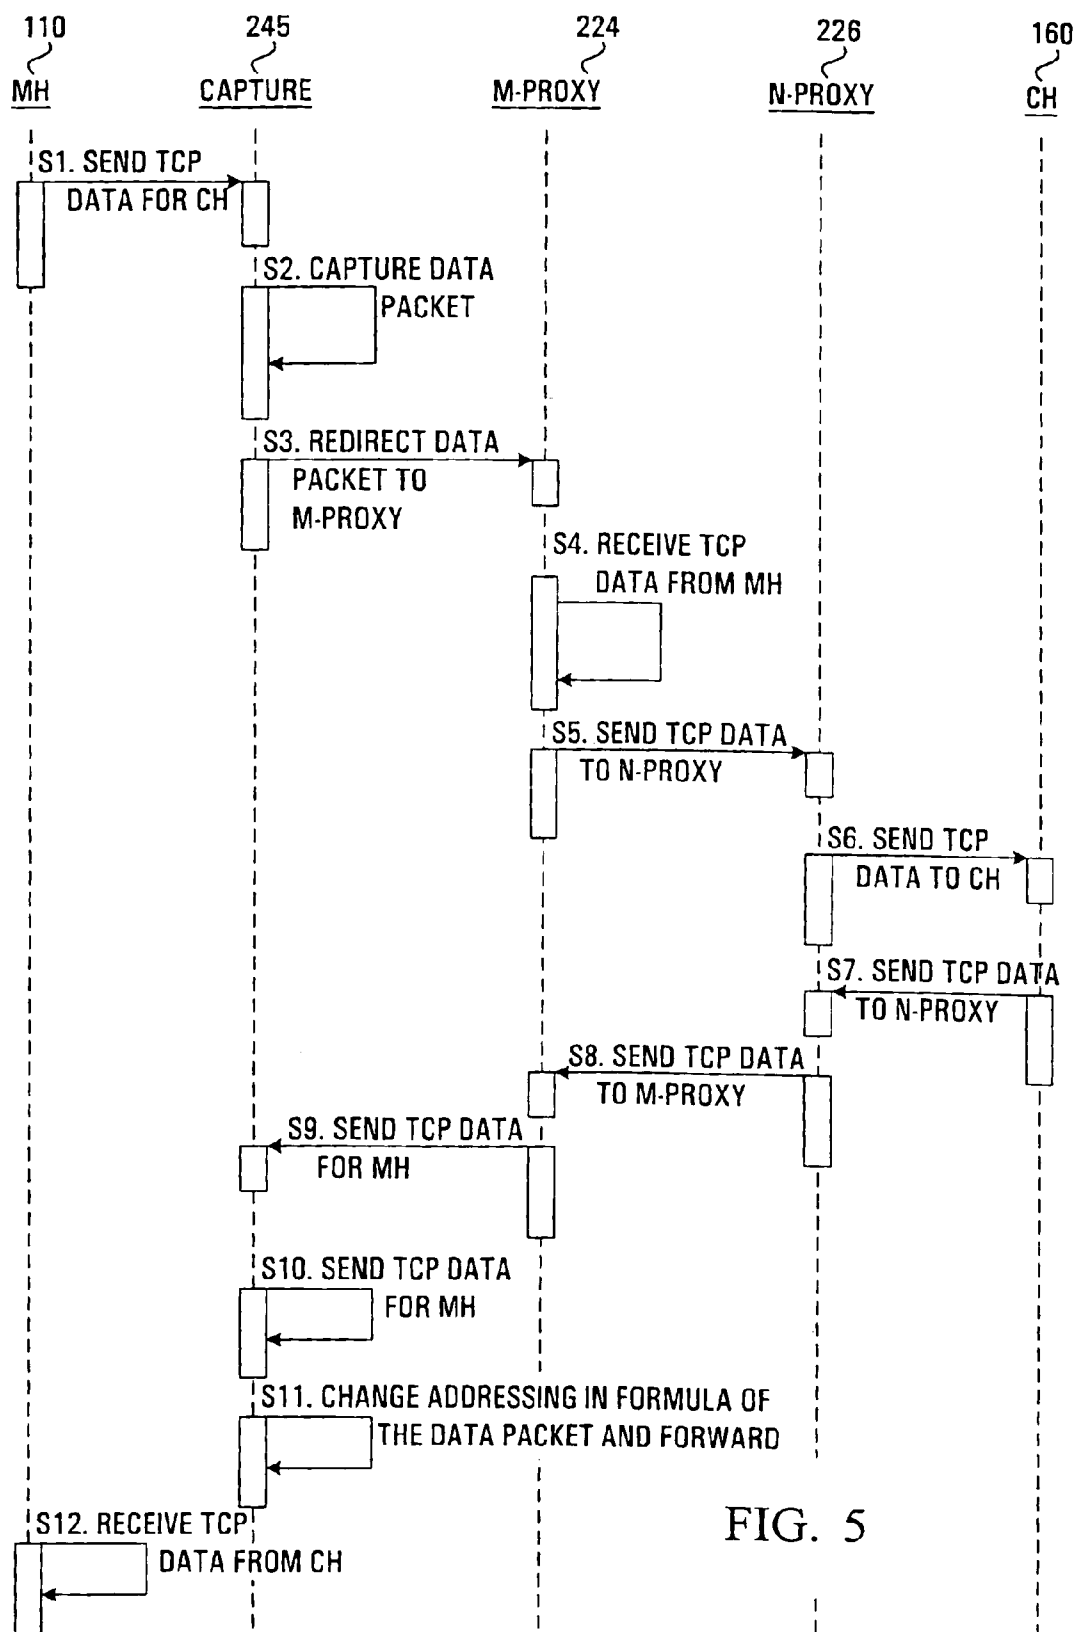 110 245 224 226 160
MH CAPTURE M-PROXY N-PROXY CH
S1. SEND TCP
DATA FOR CH
S2. CAPTURE DATA
PACKET
S3. REDIRECT DATA
PACKET TO
M-PROXY
S4. RECEIVE TCP
DATA FROM MH
S5. SEND TCP DATA
TO N-PROXY
S6. SEND TCP
DATA TO CH
S7. SEND TCP DATA
TO N-PROXY
S8. SEND TCP DATA
TO M-PROXY
S9. SEND TCP DATA
FOR MH
S10. SEND TCP DATA
FOR MH
S11. CHANGE ADDRESSING IN FORMULA OF
THE DATA PACKET AND FORWARD
S12. RECEIVE TCP
DATA FROM CH
FIG. 5